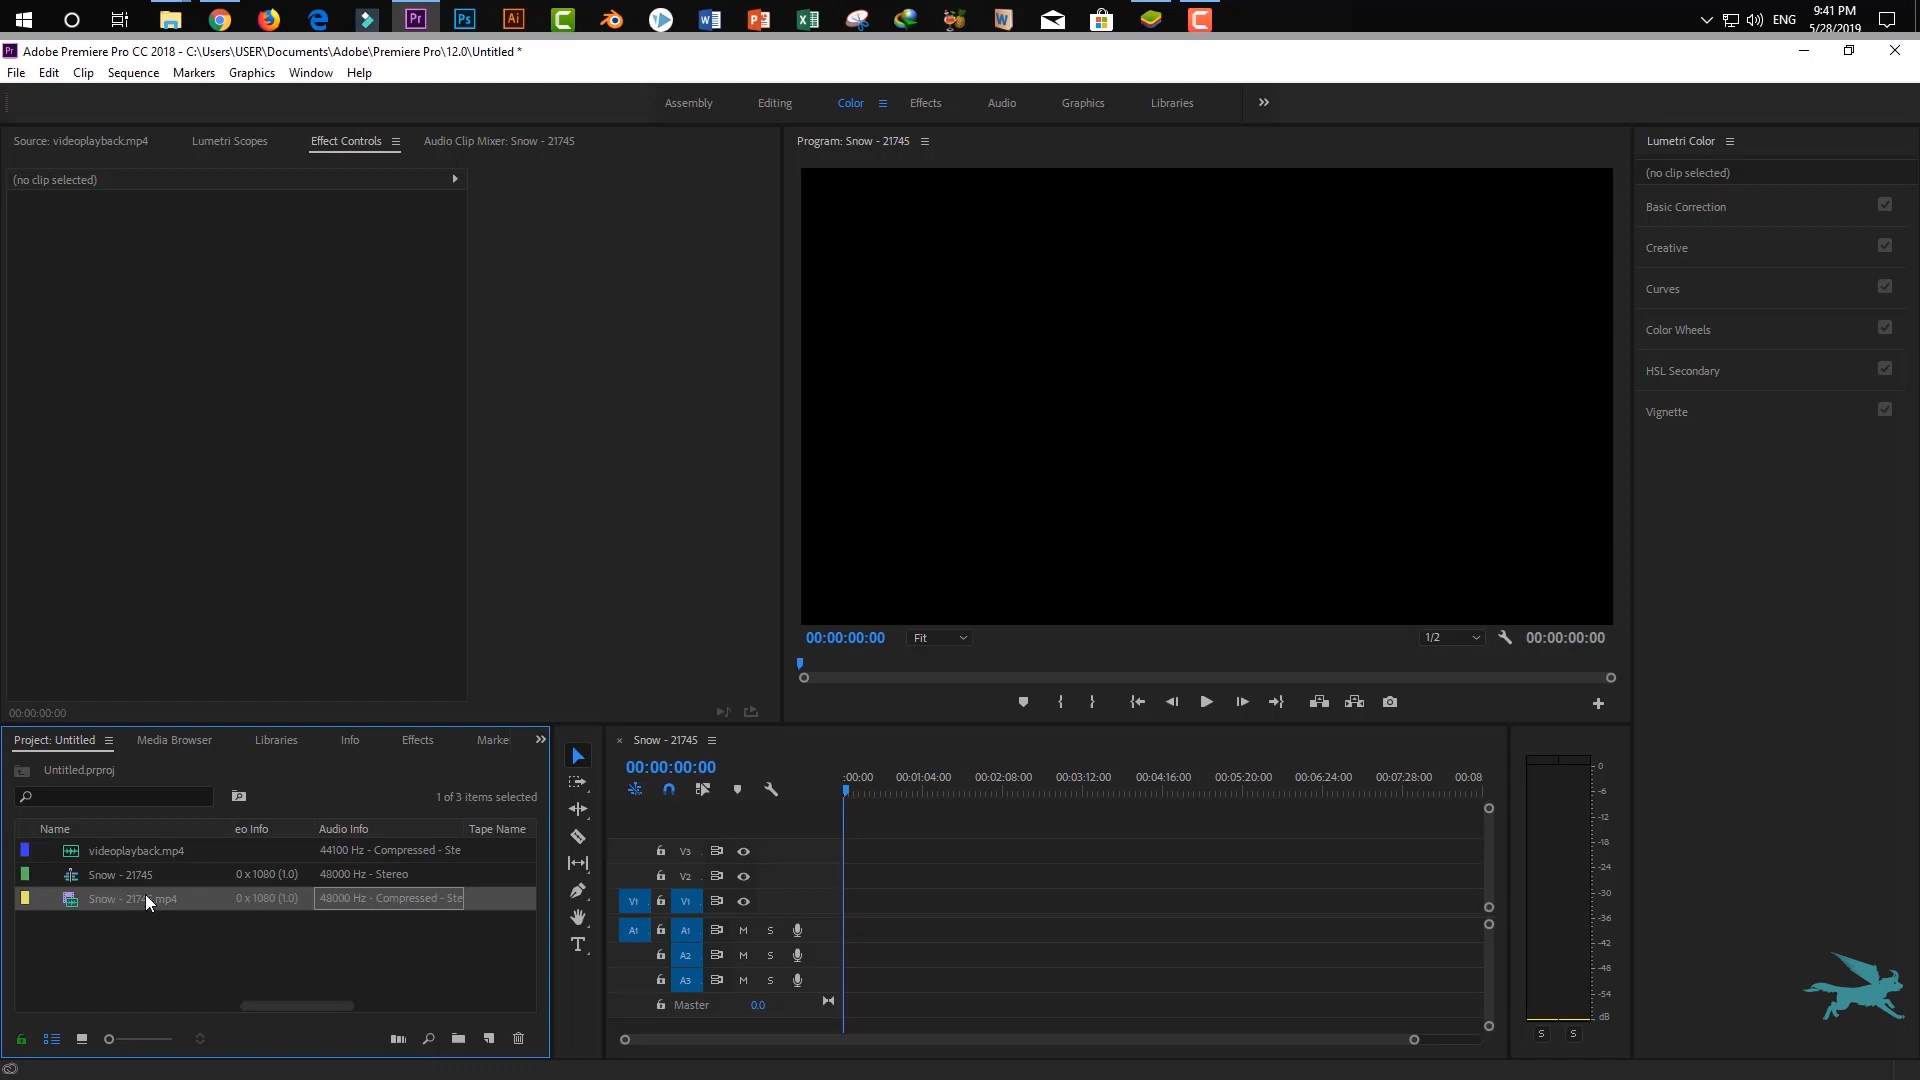 Pr
Ps
Ai
ENG
9:41 PM
5/28/2019
Adobe Premiere Pro CC 2018 - C:\Users\USER\Documents\Adobe\Premiere Pro\12.0\Untitled *
File Edit Clip Sequence Markers Graphics Window Help
Assembly Editing Color Effects Audio Graphics Libraries
Source: videoplayback.mp4 Lumetri Scopes Effect Controls Audio Clip Mixer: Snow - 21745
Program: Snow - 21745
Lumetri Color
(no clip selected)
(no clip selected)
Basic Correction
Creative
Curves
Color Wheels
HSL Secondary
Vignette
00:00:00:00 Fit 1/2 00:00:00:00
00:00:00:00
Project: Untitled Media Browser Libraries Info Effects Marke
Untitled.prproj
1 of 3 items selected
Name eo Info Audio Info Tape Name
videoplayback.mp4 44100 Hz - Compressed - Ste
Snow - 21745 0 x 1080 (1.0) 48000 Hz - Stereo
Snow - 2174 .mp4 0 x 1080 (1.0) 48000 Hz - Compressed - Ste
T
× Snow - 21745
00:00:00:00
:00:00 00:01:04:00 00:02:08:00 00:03:12:00 00:04:16:00 00:05:20:00 00:06:24:00 00:07:28:00 00:08
V3
V2
V1 V1
A1 A1 M S
A2 M S
A3 M S
Master 0.0
0
-6
-12
-18
-24
-30
-36
-42
-48
-54
dB
S S